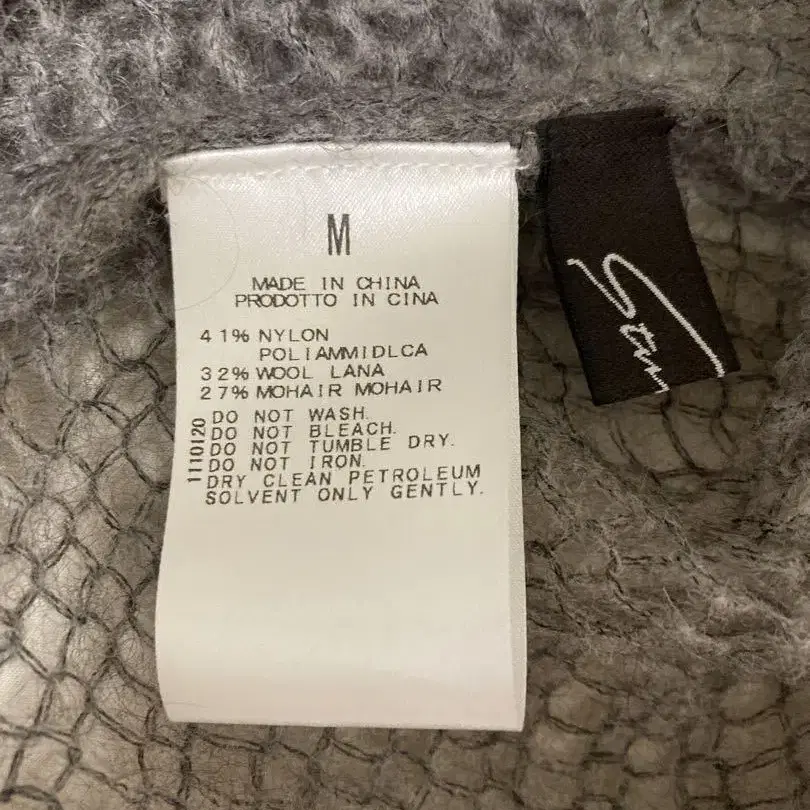 M
MADE IN CHINA
PRODOTTO IN CINA
41% NYLON
POLIAMMIDLCA
32% WOOL LANA
27% MOHAIR MOHAIR
DO NOT WASH.
DO NOT BLEACH.
DO NOT TUMBLE DRY.
DO NOT IRON.
DRY CLEAN PETROLEUM
SOLVENT ONLY GENTLY.
110120